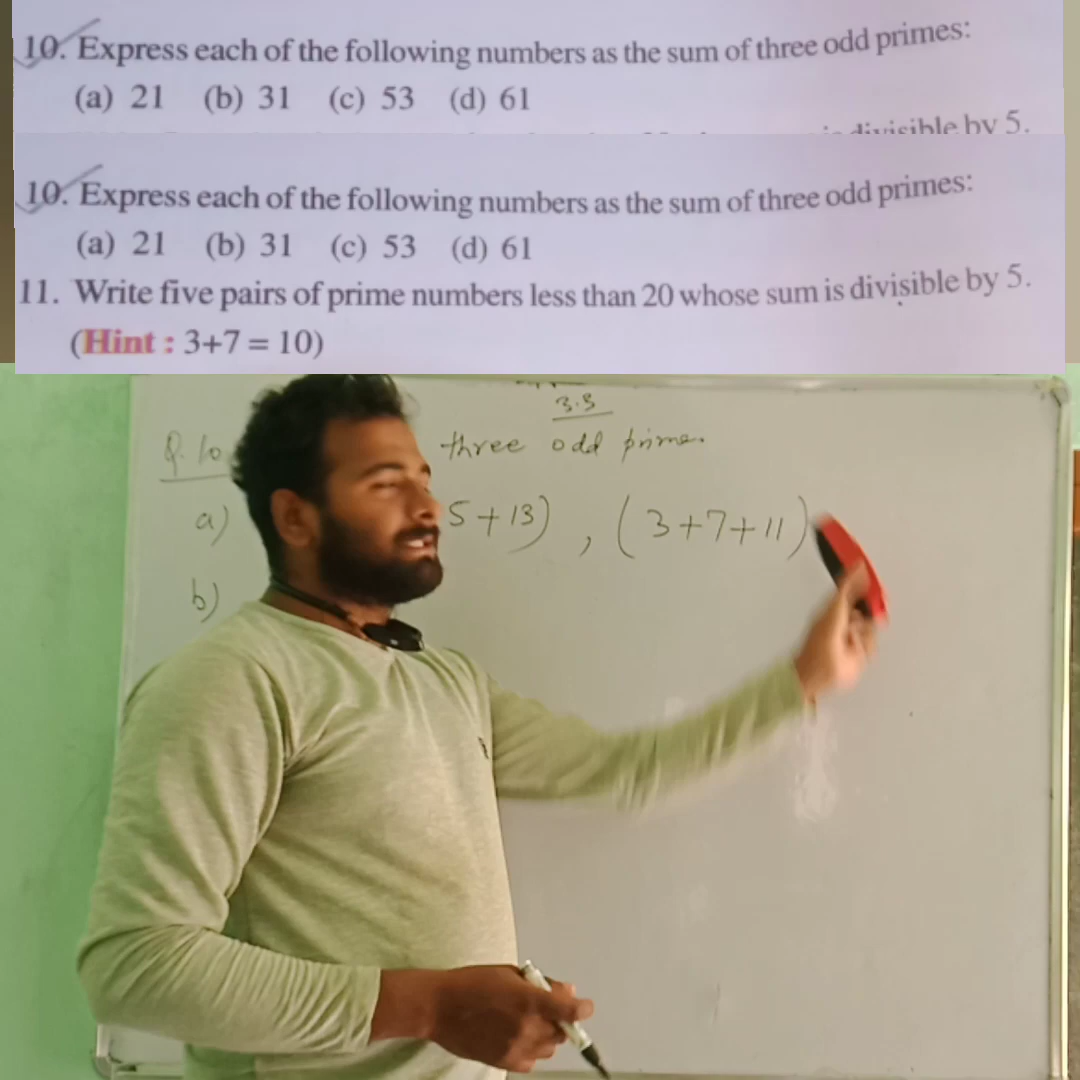 10. Express each of the following numbers as the sum of three odd primes:
(a) 21 (b) 31 (c) 53 (d) 61
divisible by 5.
10. Express each of the following numbers as the sum of three odd primes:
(a) 21 (b) 31 (c) 53 (d) 61
11. Write five pairs of prime numbers less than 20 whose sum is divisible by 5.
(Hint : 3+7 = 10)
3.3
Q. 10 three odd prime.
a) 5+13) , (3+7+11)
b)